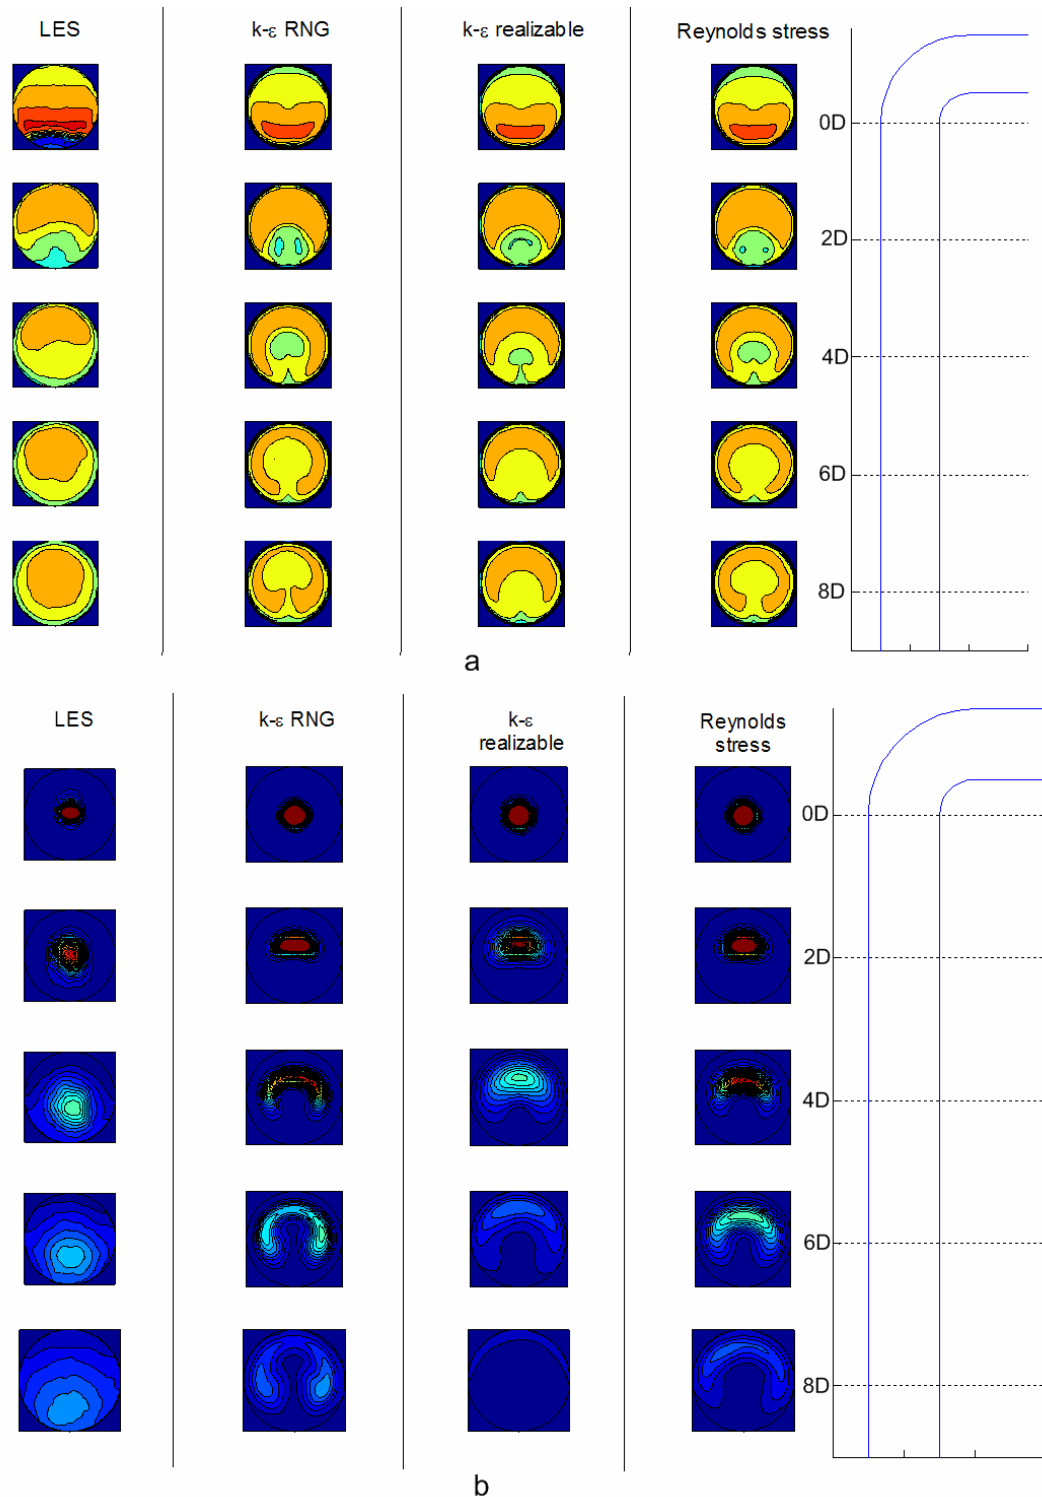 LES
k-ε RNG
k-ε realizable
Reynolds stress
0D
2D
4D
6D
8D
a
LES
k-ε RNG
k-ε
realizable
Reynolds
stress
0D
2D
4D
6D
8D
b